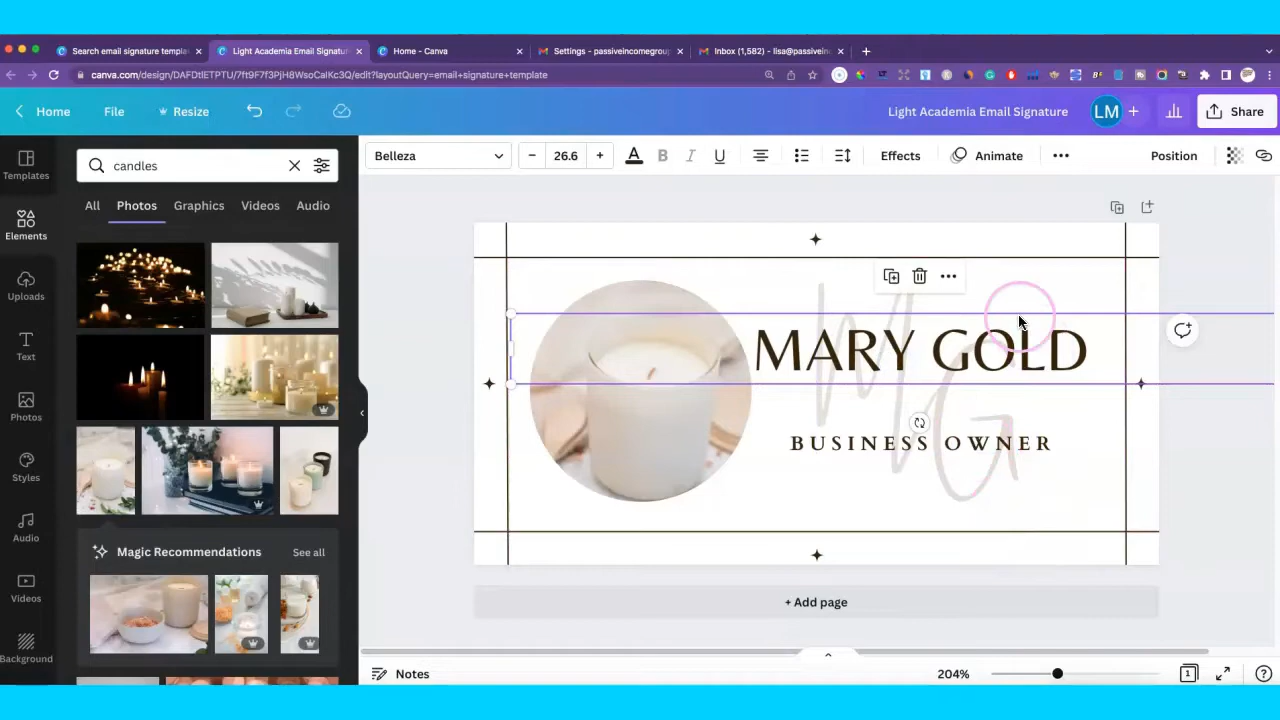 Search email signature templa
Light Academia Email Signatur
Home - Canva
Settings - passiveincomegroup
Inbox (1,582) - lisa@passivein
canva.com/design/DAFDtIETPTU/7ft9F7f3PjH8WsoCalKc3Q/edit?layoutQuery=email+signature+template
Home
File
Resize
Light Academia Email Signature
LM
+
Share
Templates
Elements
Uploads
Text
Photos
Styles
Audio
Videos
Background
candles
All
Photos
Graphics
Videos
Audio
Magic Recommendations
See all
Belleza
− 26.6 +
A
B
I
U
Effects
Animate
Position
MG
MARY GOLD
BUSINESS OWNER
+ Add page
Notes
204%
1
?